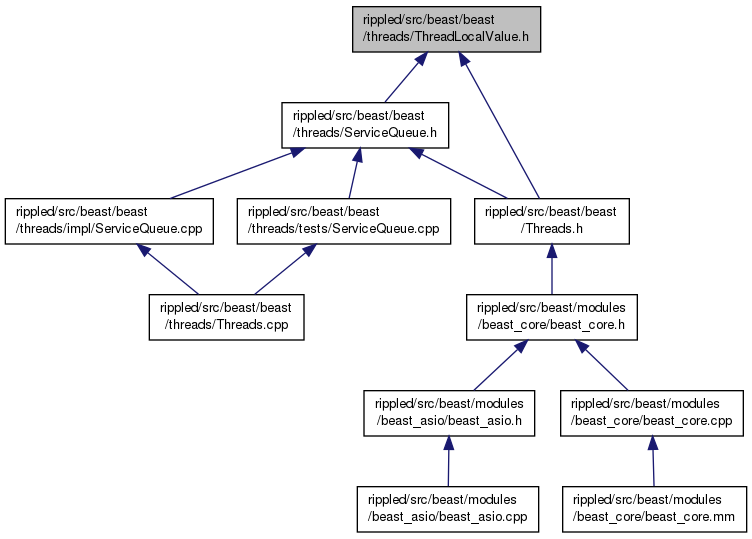 rippled/src/beast/beast
/threads/ThreadLocalValue.h
rippled/src/beast/beast
/threads/ServiceQueue.h
rippled/src/beast/beast
/threads/impl/ServiceQueue.cpp
rippled/src/beast/beast
/threads/tests/ServiceQueue.cpp
rippled/src/beast/beast
/Threads.h
rippled/src/beast/beast
/threads/Threads.cpp
rippled/src/beast/modules
/beast_core/beast_core.h
rippled/src/beast/modules
/beast_asio/beast_asio.h
rippled/src/beast/modules
/beast_core/beast_core.cpp
rippled/src/beast/modules
/beast_asio/beast_asio.cpp
rippled/src/beast/modules
/beast_core/beast_core.mm